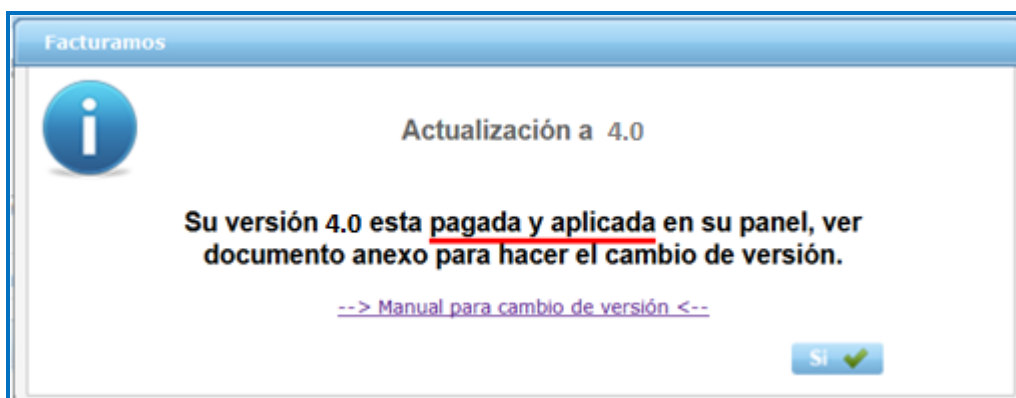 Facturamos
Actualización a 4.0
Su versión 4.0 esta pagada y aplicada en su panel, ver
documento anexo para hacer el cambio de versión.
--> Manual para cambio de versión <--
Si